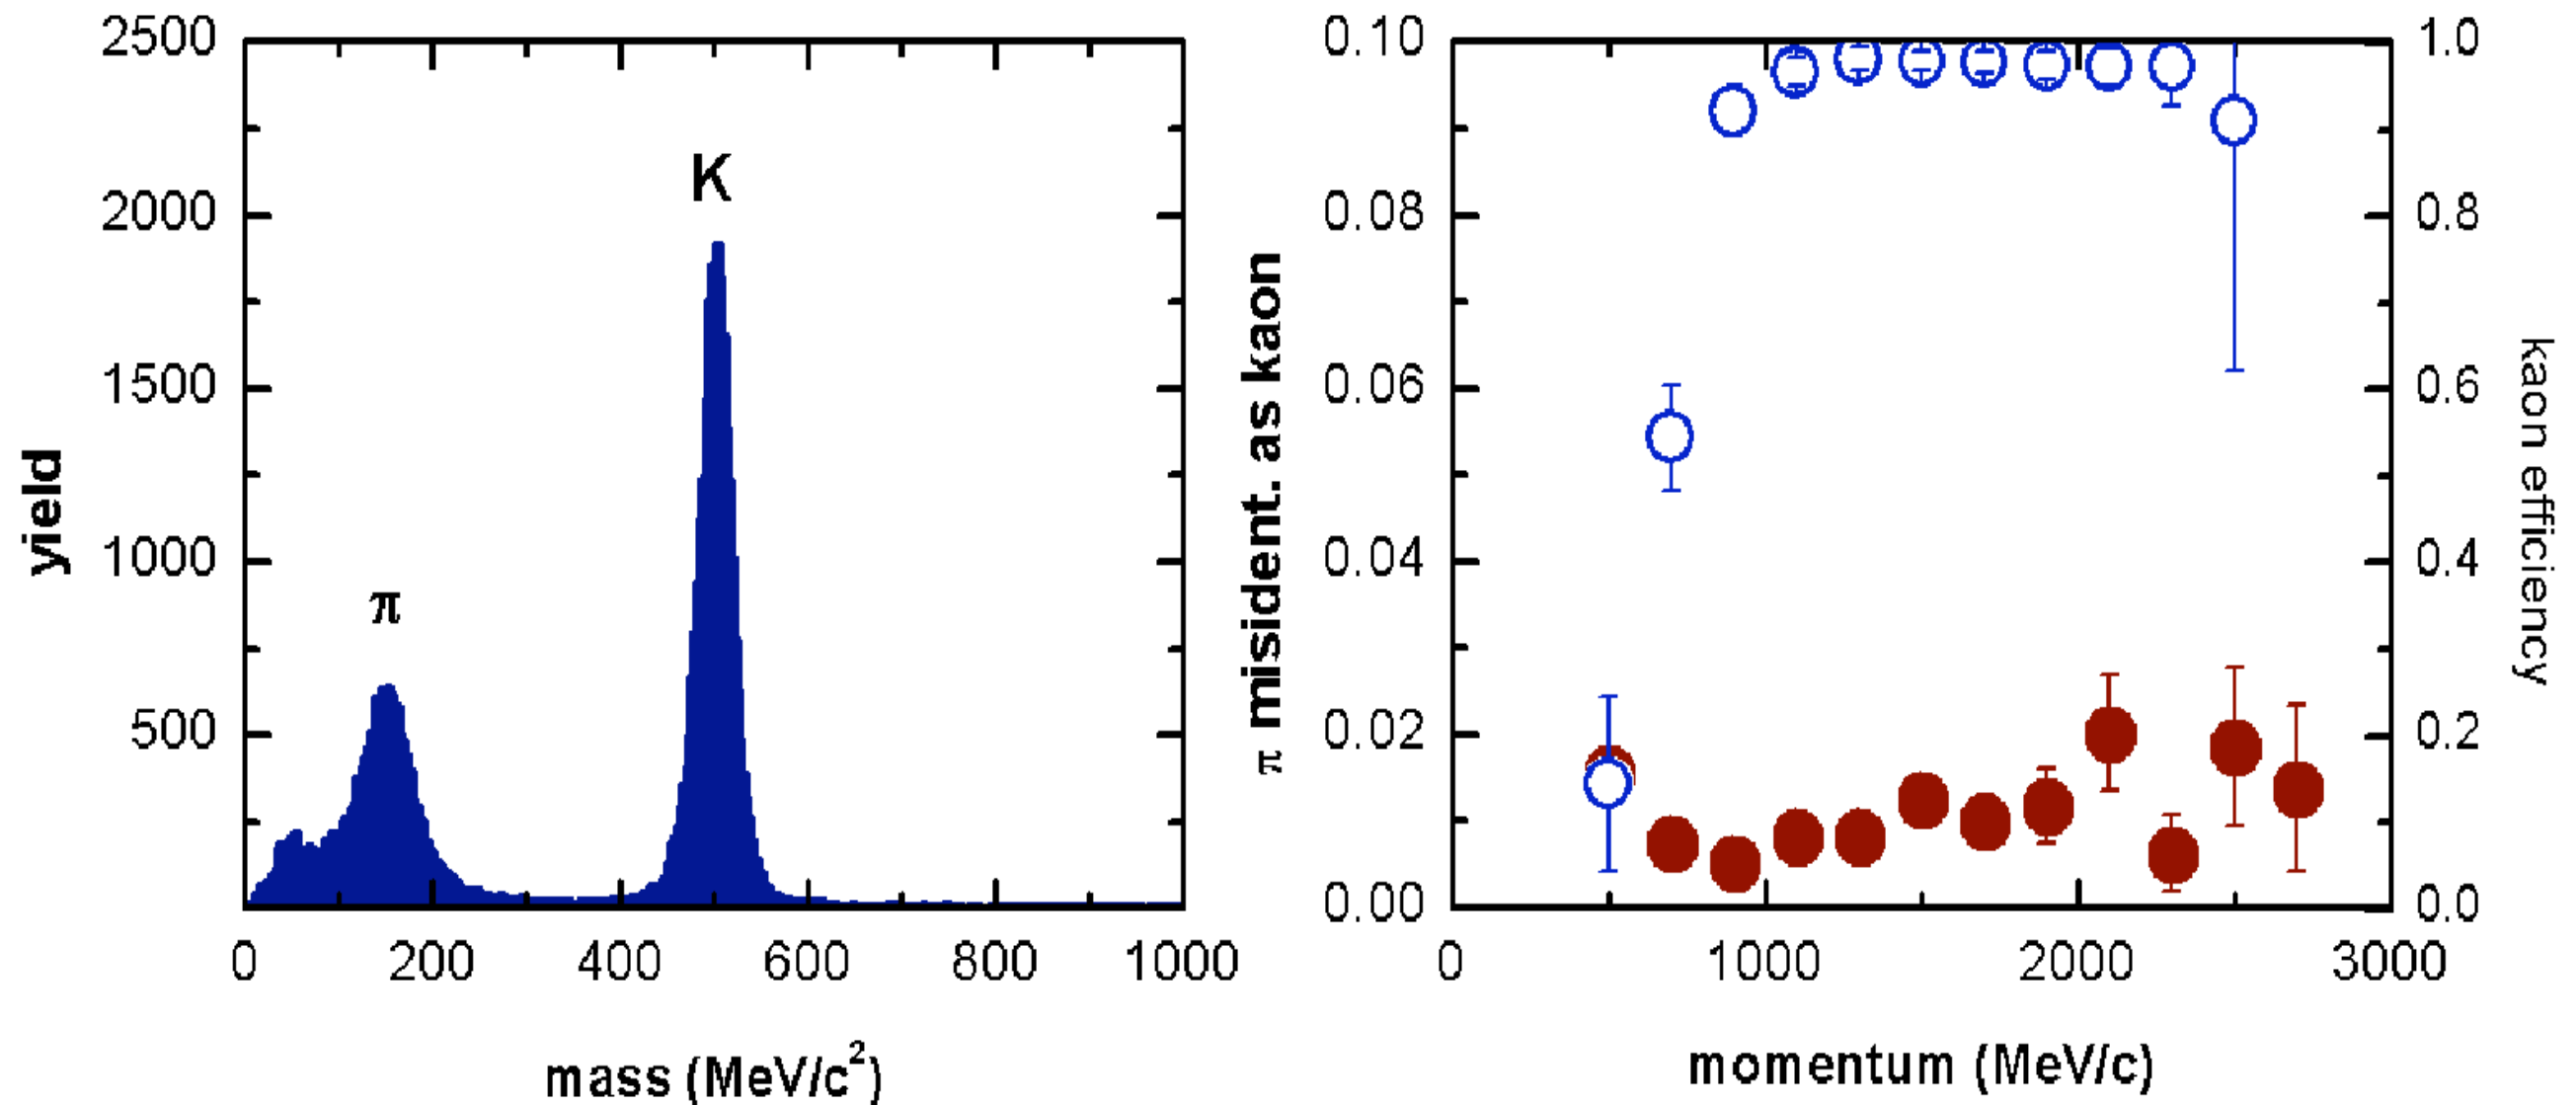 2500
2000
1500
1000
500
yield
π
K
0 200 400 600 800 1000
mass (MeV/c²)
0.10
0.08
0.06
0.04
0.02
0.00
π misident. as kaon
1.0
0.8
0.6
0.4
0.2
0.0
kaon efficiency
0 1000 2000 3000
momentum (MeV/c)